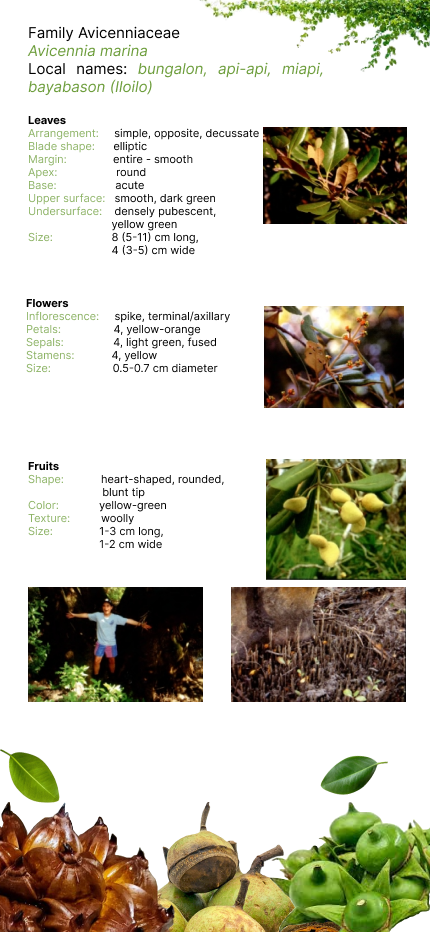 Family Avicenniaceae
Avicennia marina
Local names: bungalon, api-api, miapi,
bayabason (lloilo)
Leaves
Arrangement: simple, opposite, decussate
Blade shape: elliptic
Margin: entire - smooth
Apex: round
Base: acute
Upper surface: smooth, dark green
Undersurface: densely pubescent,
yellow green
Size: 8 (5-11) cm long,
4 (3-5) cm wide
Flowers
Inflorescence: spike, terminal/axillary
Petals: 4, yellow-orange
Sepals: 4, light green, fused
Stamens: 4, yellow
Size: 0.5-0.7 cm diameter
Fruits
Shape: heart-shaped, rounded,
blunt tip
Color: yellow-green
Texture: woolly
Size: 1-3 cm long,
1-2 cm wide